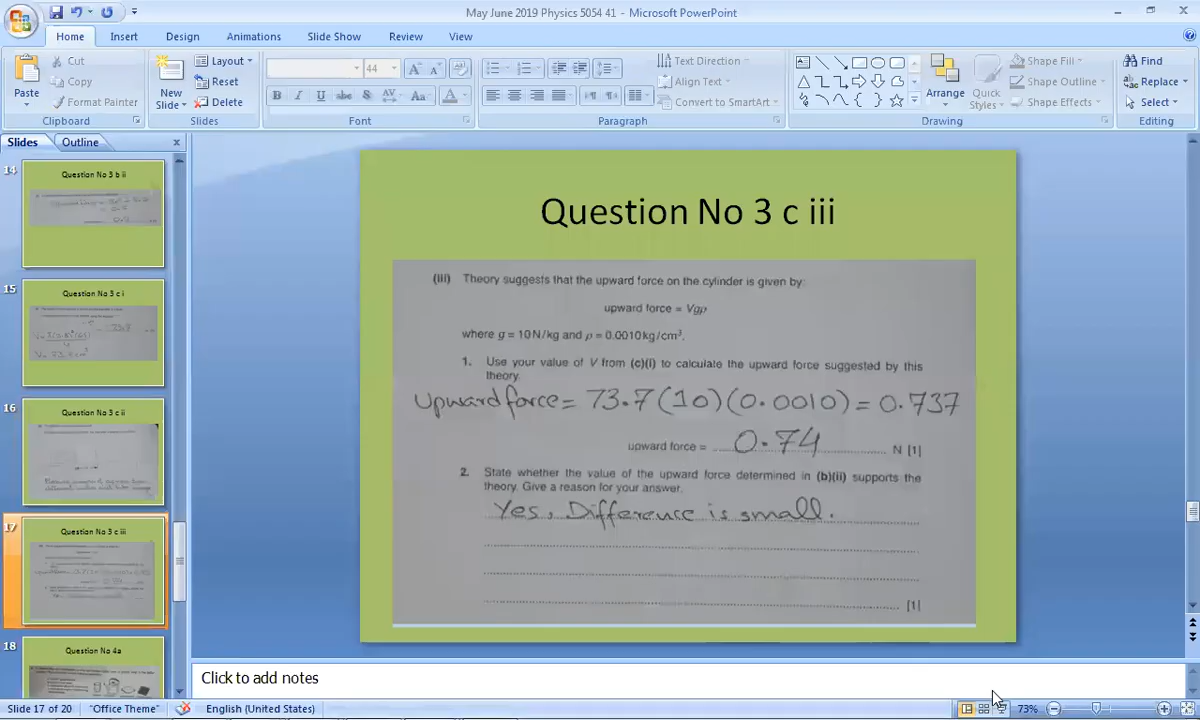 May June 2019 Physics 5054 41 - Microsoft PowerPoint
Home Insert Design Animations Slide Show Review View
Paste
Cut
Copy
Format Painter
Clipboard
New Slide
Layout
Reset
Delete
Slides
44
B I U abc S AV Aa A
Font
Paragraph
Text Direction
Align Text
Convert to SmartArt
Arrange
Quick Styles
Shape Fill
Shape Outline
Shape Effects
Drawing
Find
Replace
Select
Editing
Slides Outline
14
Question No 3 b ii
15
Question No 3 c i
16
Question No 3 c ii
17
Question No 3 c iii
18
Question No 4a
Question No 3 c iii
(iii) Theory suggests that the upward force on the cylinder is given by:
upward force = Vgρ
where g = 10 N/kg and ρ = 0.0010 kg/cm³.
1. Use your value of V from (c)(i) to calculate the upward force suggested by this
theory.
Upward force = 73.7 (10) (0.0010) = 0.737
upward force = 0.74 N [1]
2. State whether the value of the upward force determined in (b)(ii) supports the
theory. Give a reason for your answer.
Yes, Difference is small.
[1]
Click to add notes
Slide 17 of 20 "Office Theme" English (United States) 73%